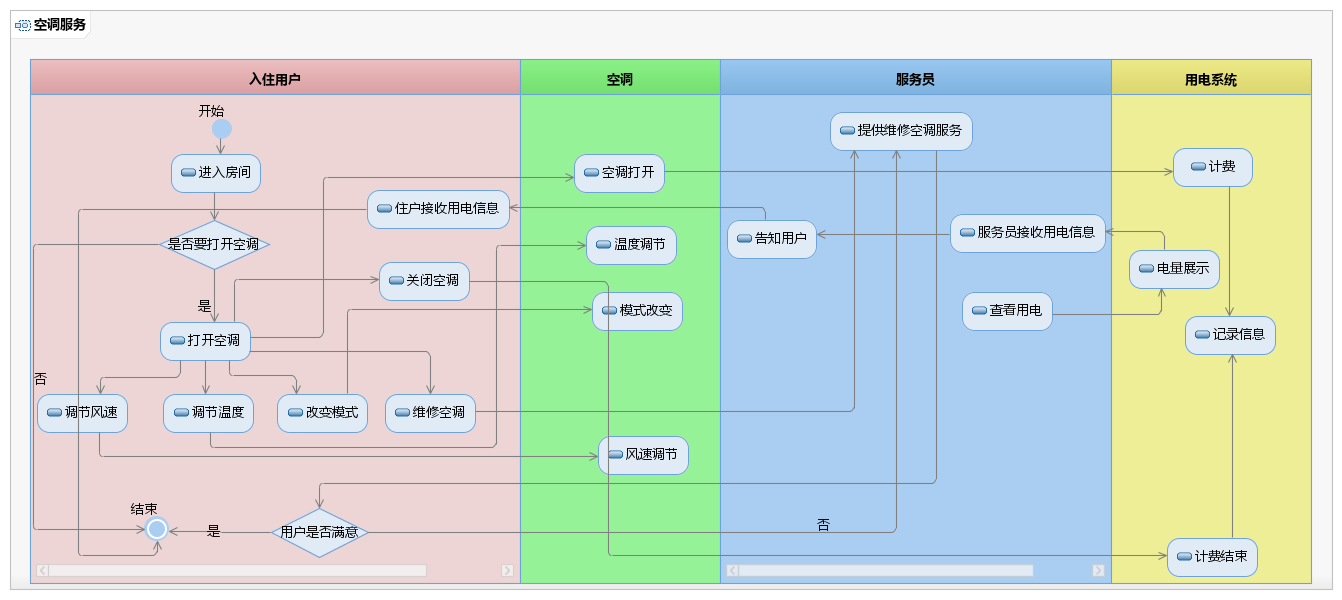 空调服务
入住用户
空调
服务员
用电系统
开始
提供维修空调服务
进入房间
空调打开
计费
住户接收用电信息
是否要打开空调
温度调节
告知用户
服务员接收用电信息
关闭空调
电量展示
是
模式改变
查看用电
打开空调
记录信息
否
调节风速
调节温度
改变模式
维修空调
风速调节
结束
是
用户是否满意
否
计费结束